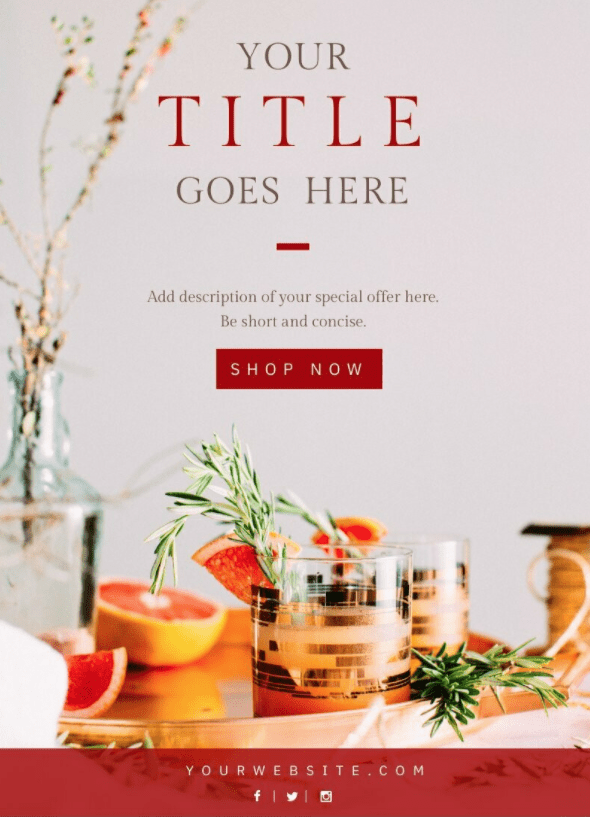 YOUR
TITLE
GOES HERE
Add description of your special offer here.
Be short and concise.
SHOP NOW
YOURWEBSITE.COM